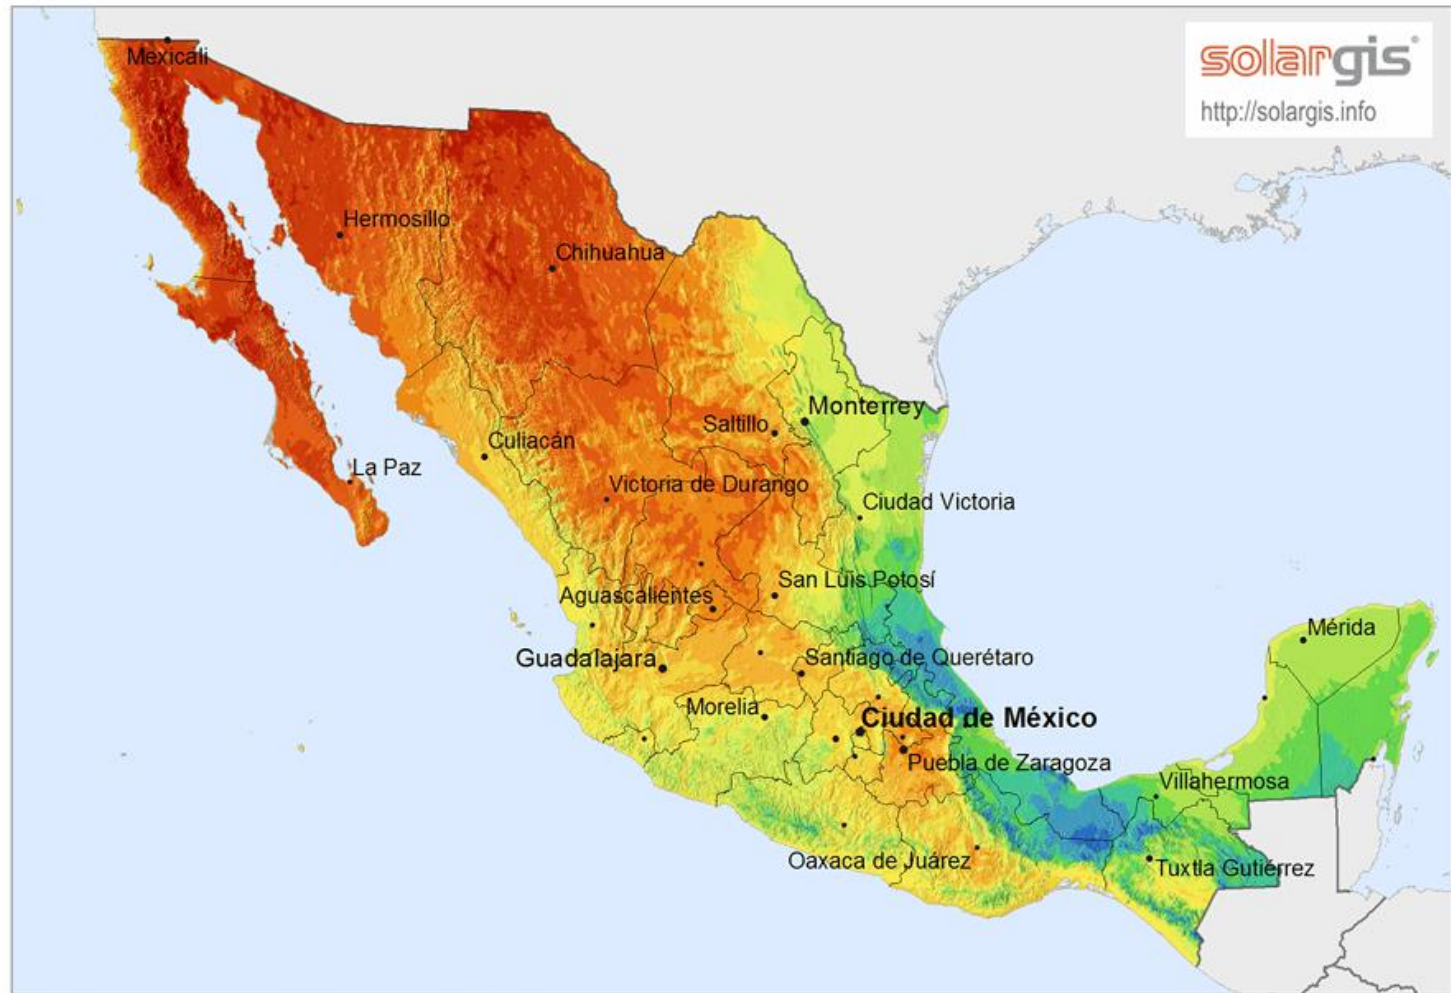 solargis
http://solargis.info
Mexicali
Hermosillo
Chihuahua
Monterrey
Saltillo
Culiacán
La Paz
Victoria de Durango
Ciudad Victoria
San Luis Potosí
Aguascalientes
Mérida
Guadalajara
Santiago de Querétaro
Morelia
Ciudad de México
Puebla de Zaragoza
Villahermosa
Oaxaca de Juárez
Tuxtla Gutiérrez